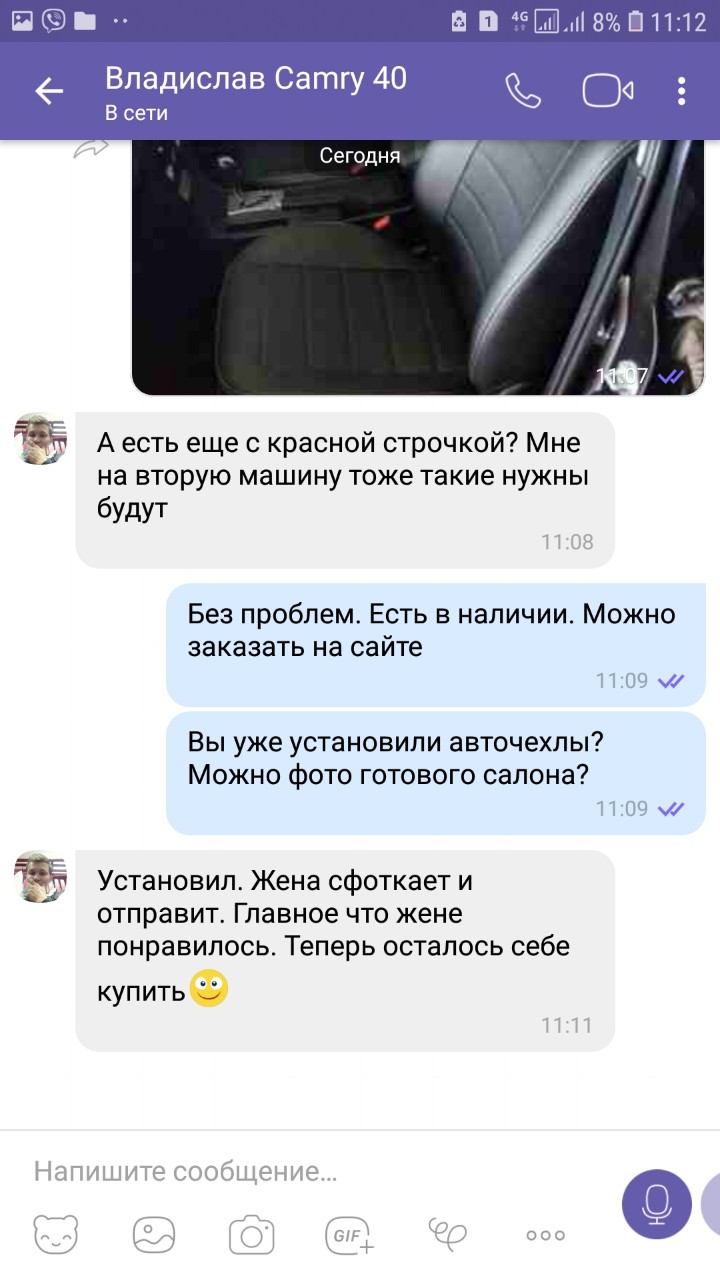 4G 8% 11:12
Владислав Camry 40
В сети
Сегодня
11:07
А есть еще с красной строчкой? Мне
на вторую машину тоже такие нужны
будут
11:08
Без проблем. Есть в наличии. Можно
заказать на сайте
11:09
Вы уже установили авточехлы?
Можно фото готового салона?
11:09
Установил. Жена сфоткает и
отправит. Главное что жене
понравилось. Теперь осталось себе
купить
11:11
Напишите сообщение...
GIF